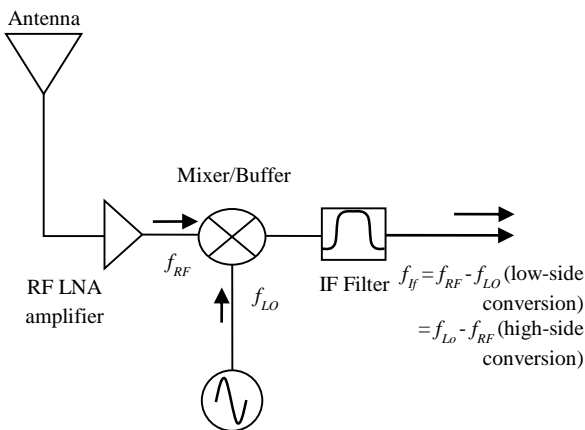 Antenna
Mixer/Buffer
f_RF
f_LO
RF LNA
amplifier
IF Filter
f_If = f_RF - f_LO (low-side
conversion)
= f_Lo - f_RF (high-side
conversion)